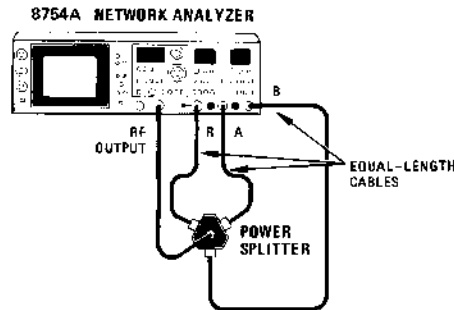 8754A NETWORK ANALYZER
B
RF
OUTPUT
R
A
EQUAL-LENGTH
CABLES
POWER
SPLITTER